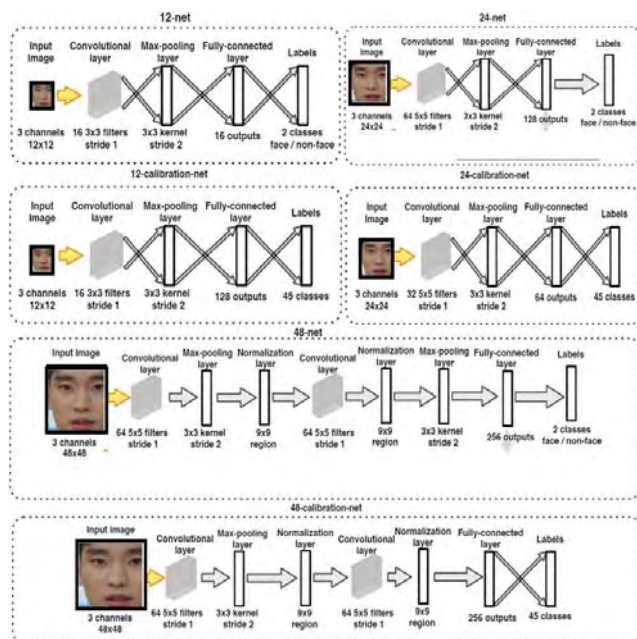 12-net
Input Image
Convolutional layer
Max-pooling layer
Fully-connected layer
Labels
3 channels 12x12
16 3x3 filters stride 1
3x3 kernel stride 2
16 outputs
2 classes face / non-face
24-net
Input Image
Convolutional layer
Max-pooling layer
Fully-connected layer
Labels
3 channels 24x24
64 5x5 filters stride 1
3x3 kernel stride 2
128 outputs
2 classes face / non-face
12-calibration-net
Input Image
Convolutional layer
Max-pooling layer
Fully-connected layer
Labels
3 channels 12x12
16 3x3 filters stride 1
3x3 kernel stride 2
128 outputs
45 classes
24-calibration-net
Input Image
Convolutional layer
Max-pooling layer
Fully-connected layer
Labels
3 channels 24x24
32 5x5 filters stride 1
3x3 kernel stride 2
64 outputs
45 classes
48-net
Input Image
Convolutional layer
Max-pooling layer
Normalization layer
Convolutional layer
Normalization layer
Max-pooling layer
Fully-connected layer
Labels
3 channels 48x48
64 5x5 filters stride 1
3x3 kernel stride 2
9x9 region
64 5x5 filters stride 1
9x9 region
3x3 kernel stride 2
256 outputs
2 classes face / non-face
48-calibration-net
Input Image
Convolutional layer
Max-pooling layer
Normalization layer
Convolutional layer
Normalization layer
Fully-connected layer
Labels
3 channels 48x48
64 5x5 filters stride 1
3x3 kernel stride 2
9x9 region
64 5x5 filters stride 1
9x9 region
256 outputs
45 classes